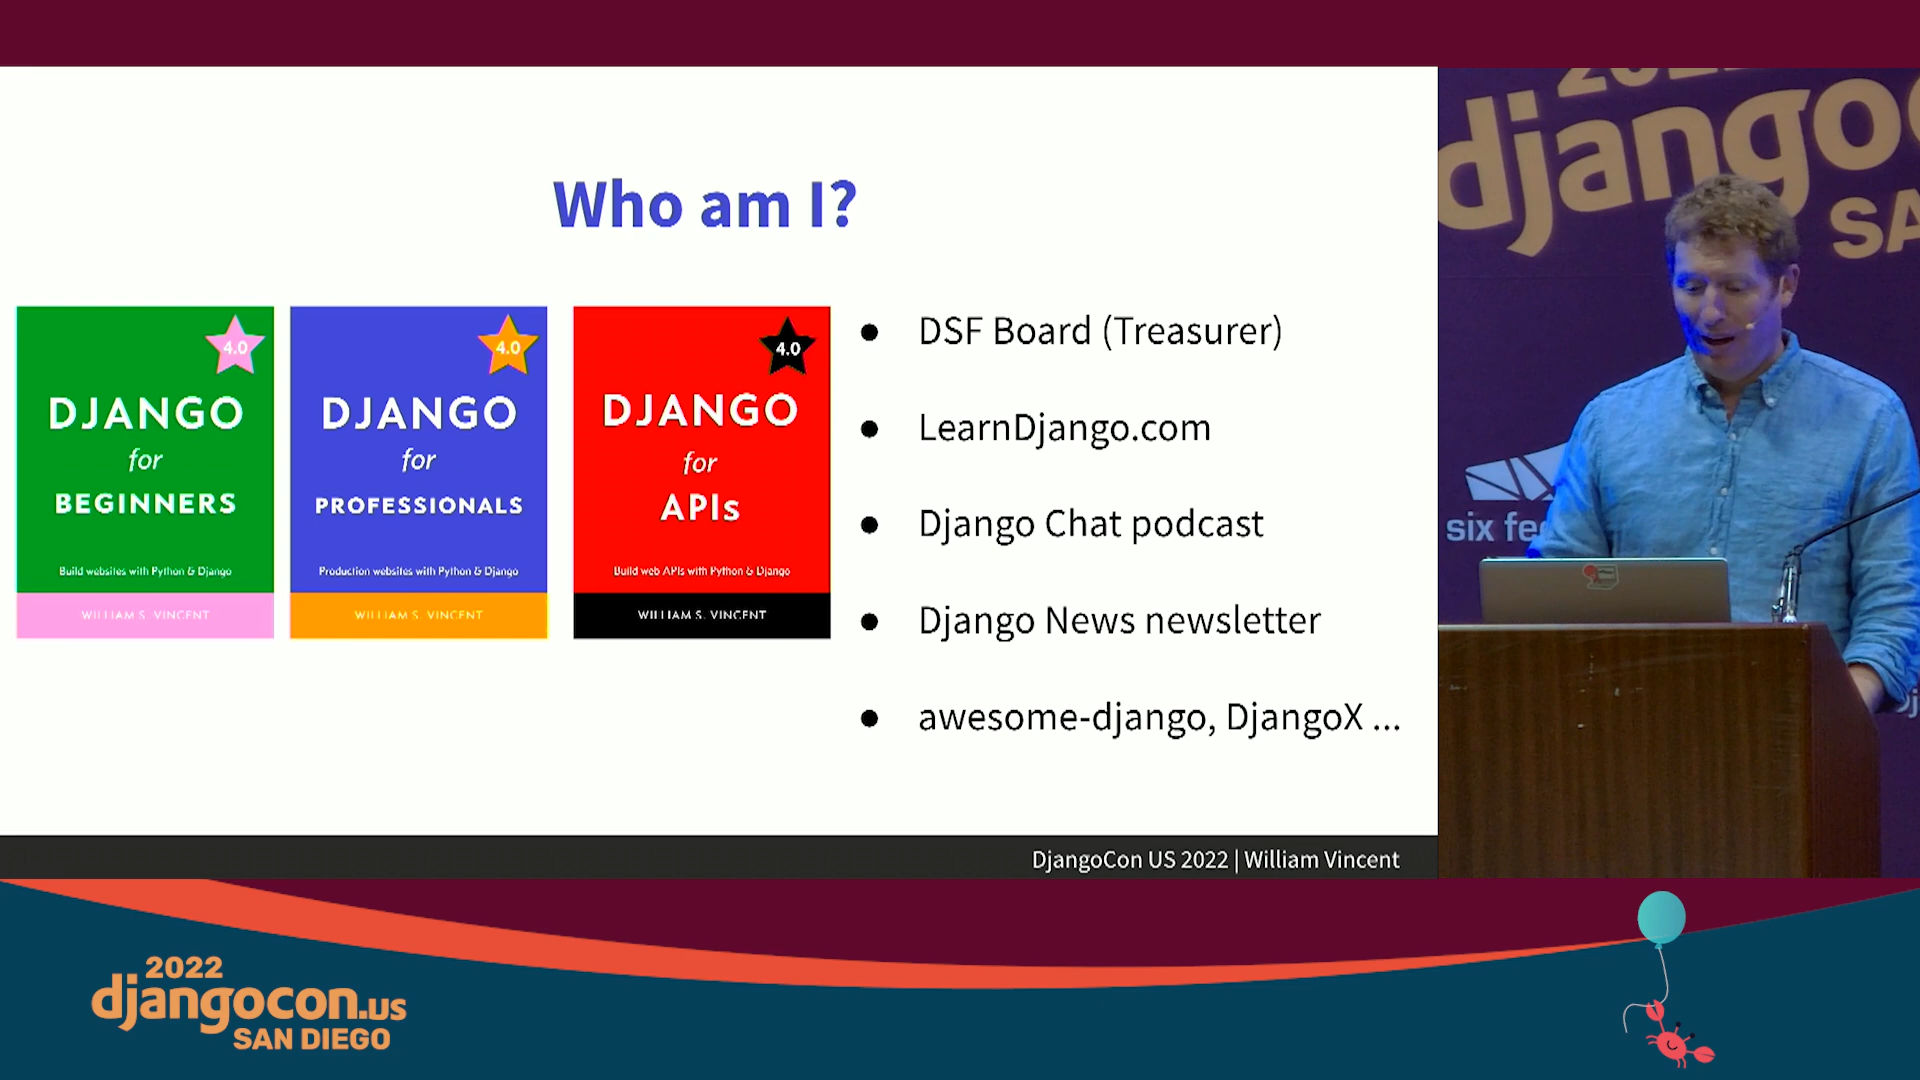 Who am I?
4.0
DJANGO
for
BEGINNERS
Build websites with Python & Django
WILLIAM S. VINCENT
4.0
DJANGO
for
PROFESSIONALS
Production websites with Python & Django
WILLIAM S. VINCENT
4.0
DJANGO
for
APIs
Build web APIs with Python & Django
WILLIAM S. VINCENT
● DSF Board (Treasurer)
● LearnDjango.com
● Django Chat podcast
● Django News newsletter
● awesome-django, DjangoX ...
DjangoCon US 2022 | William Vincent
django
SA
six fe
2022
djangocon.us
SAN DIEGO